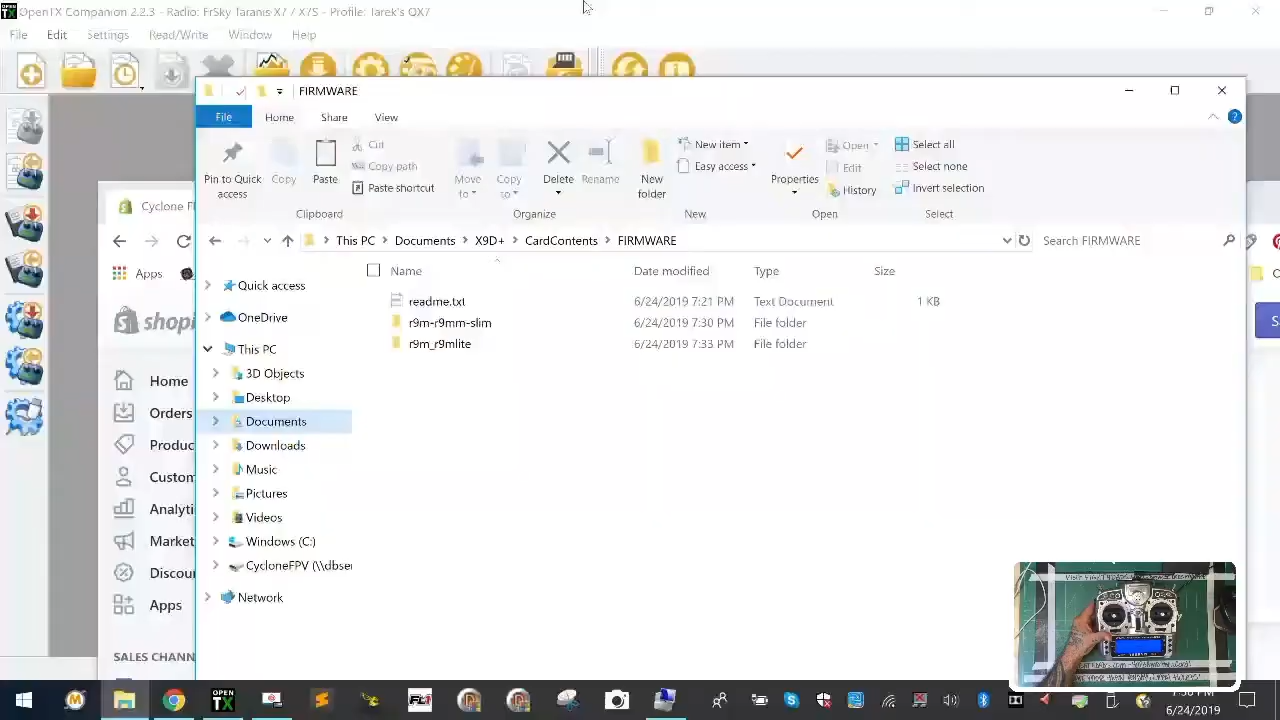 OpenTX Companion 2.2.3 - Radio: FrSky Taranis X7 / X7S - Profile: Tarek's QX7
File Edit Settings Read/Write Window Help
FIRMWARE
File Home Share View
Pin to Quick access
Copy
Paste
Cut
Copy path
Paste shortcut
Move to
Copy to
Delete
Rename
New folder
New item
Easy access
Properties
Open
Edit
History
Select all
Select none
Invert selection
Clipboard Organize New Open Select
This PC > Documents > X9D+ > CardContents > FIRMWARE
Search FIRMWARE
Cyclone F
Apps
shopi
Home
Orders
Produc
Custom
Analyti
Market
Discou
Apps
SALES CHANN
Quick access
OneDrive
This PC
3D Objects
Desktop
Documents
Downloads
Music
Pictures
Videos
Windows (C:)
CycloneFPV (\\dbser
Network
Name Date modified Type Size
readme.txt 6/24/2019 7:21 PM Text Document 1 KB
r9m-r9mm-slim 6/24/2019 7:30 PM File folder
r9m_r9mlite 6/24/2019 7:33 PM File folder
OPEN TX
6/24/2019